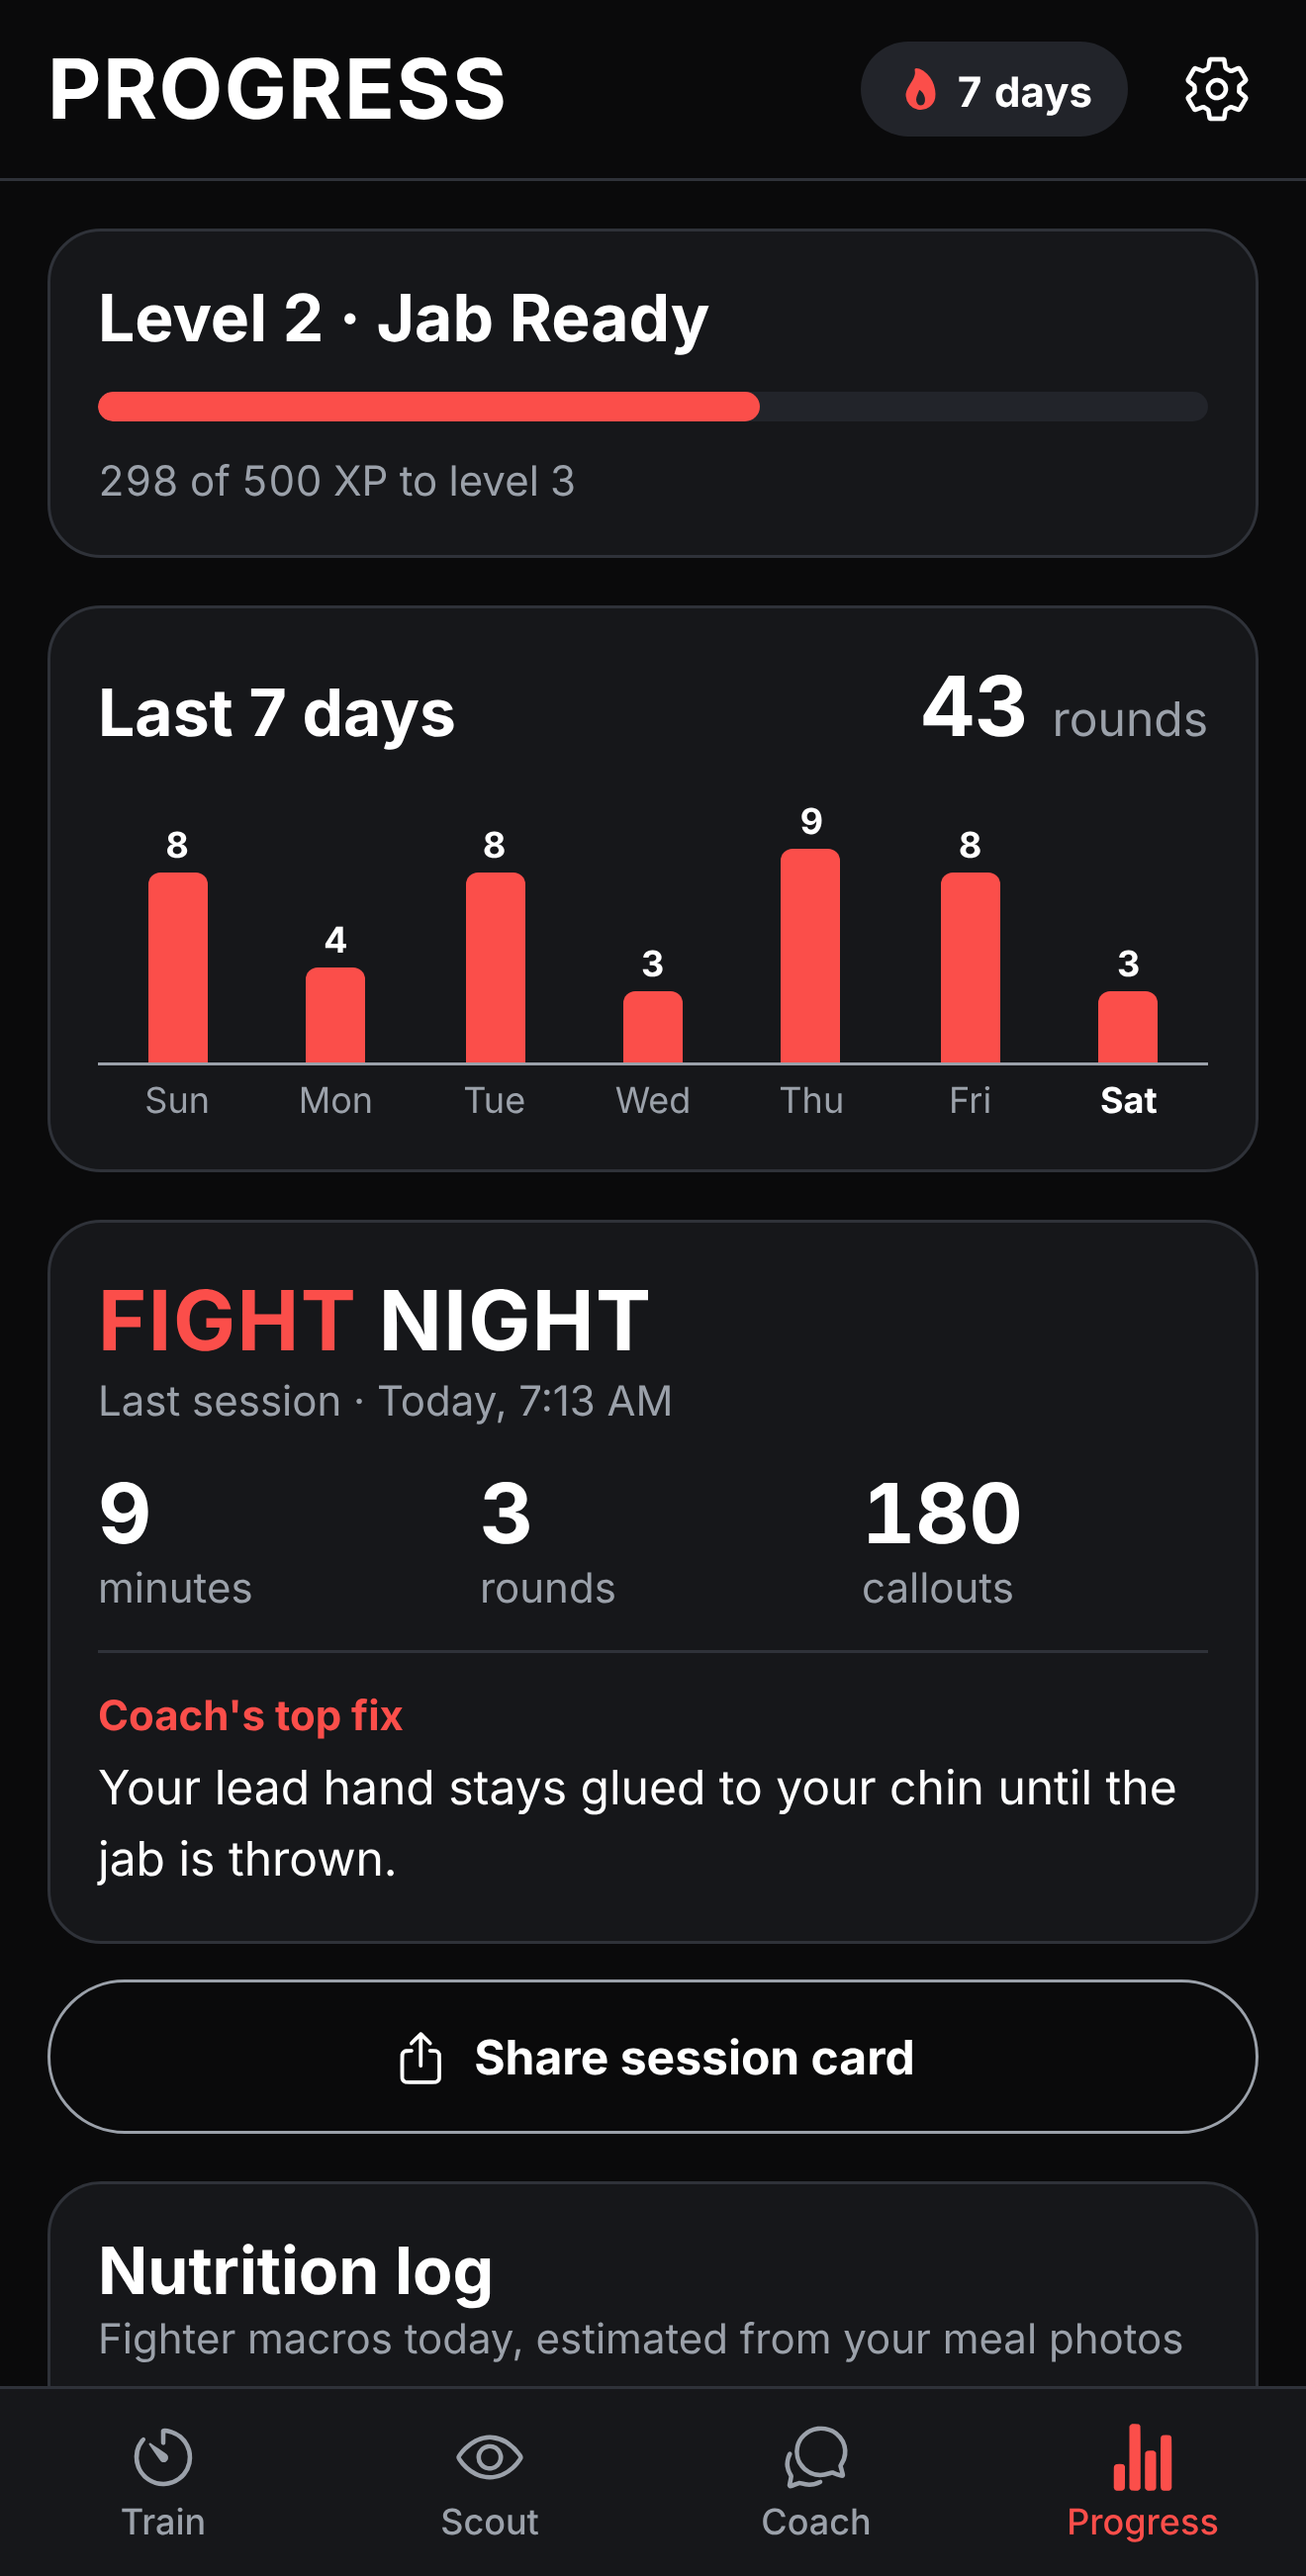 PROGRESS
7 days
Level 2 · Jab Ready
298 of 500 XP to level 3
Last 7 days
43 rounds
8 4 8 3 9 8 3
Sun Mon Tue Wed Thu Fri Sat
FIGHT NIGHT
Last session · Today, 7:13 AM
9 3 180
minutes rounds callouts
Coach's top fix
Your lead hand stays glued to your chin until the
jab is thrown.
Share session card
Nutrition log
Fighter macros today, estimated from your meal photos
Train Scout Coach Progress